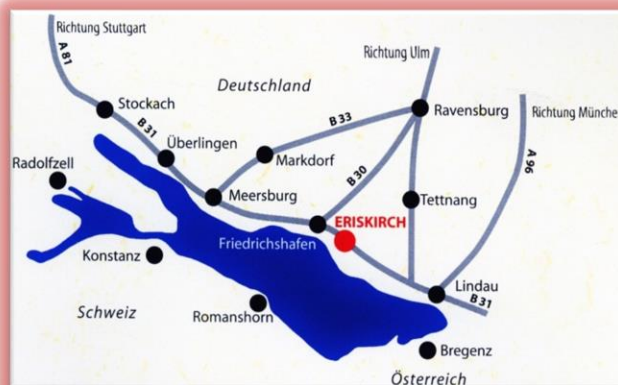 Richtung Stuttgart
A 81
Richtung Ulm
Deutschland
Stockach
B 31
B 33
Ravensburg
Richtung Münche
Überlingen
Markdorf
A 96
Radolfzell
B 30
Meersburg
Tettnang
ERISKIRCH
Friedrichshafen
Konstanz
Lindau
B 31
Schweiz
Romanshorn
Bregenz
Österreich